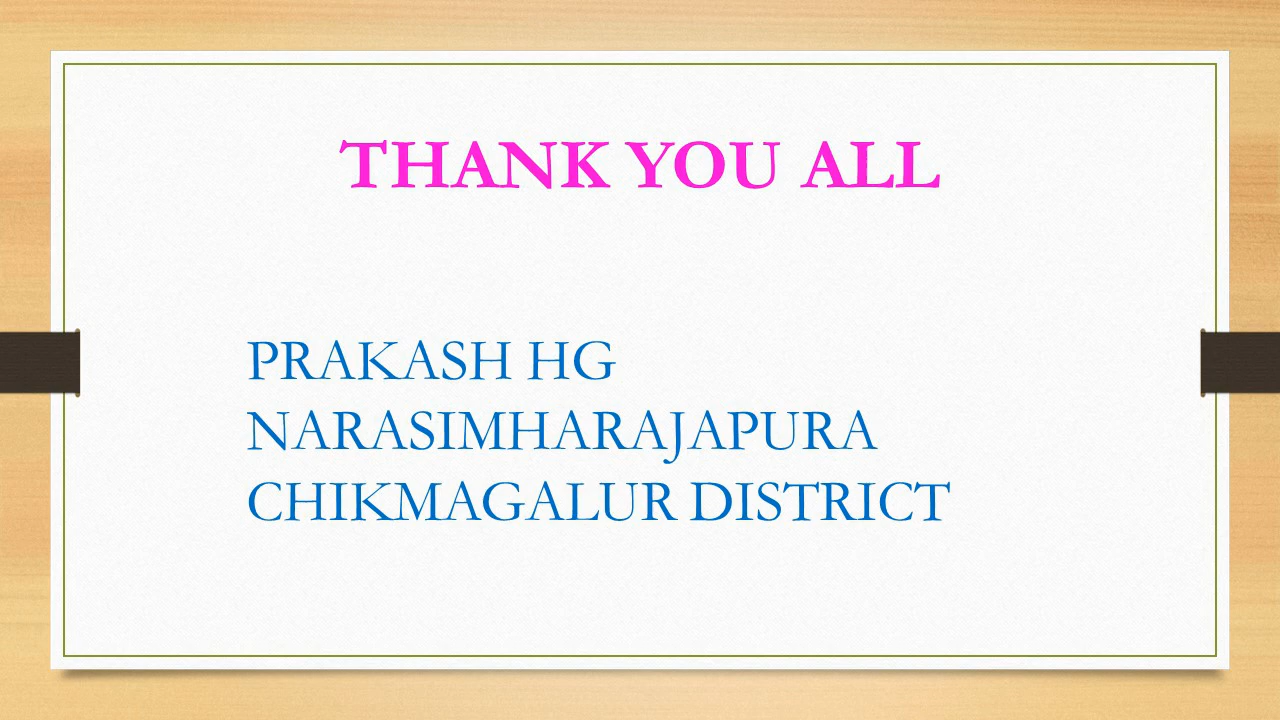 THANK YOU ALL
PRAKASH HG
NARASIMHARAJAPURA
CHIKMAGALUR DISTRICT